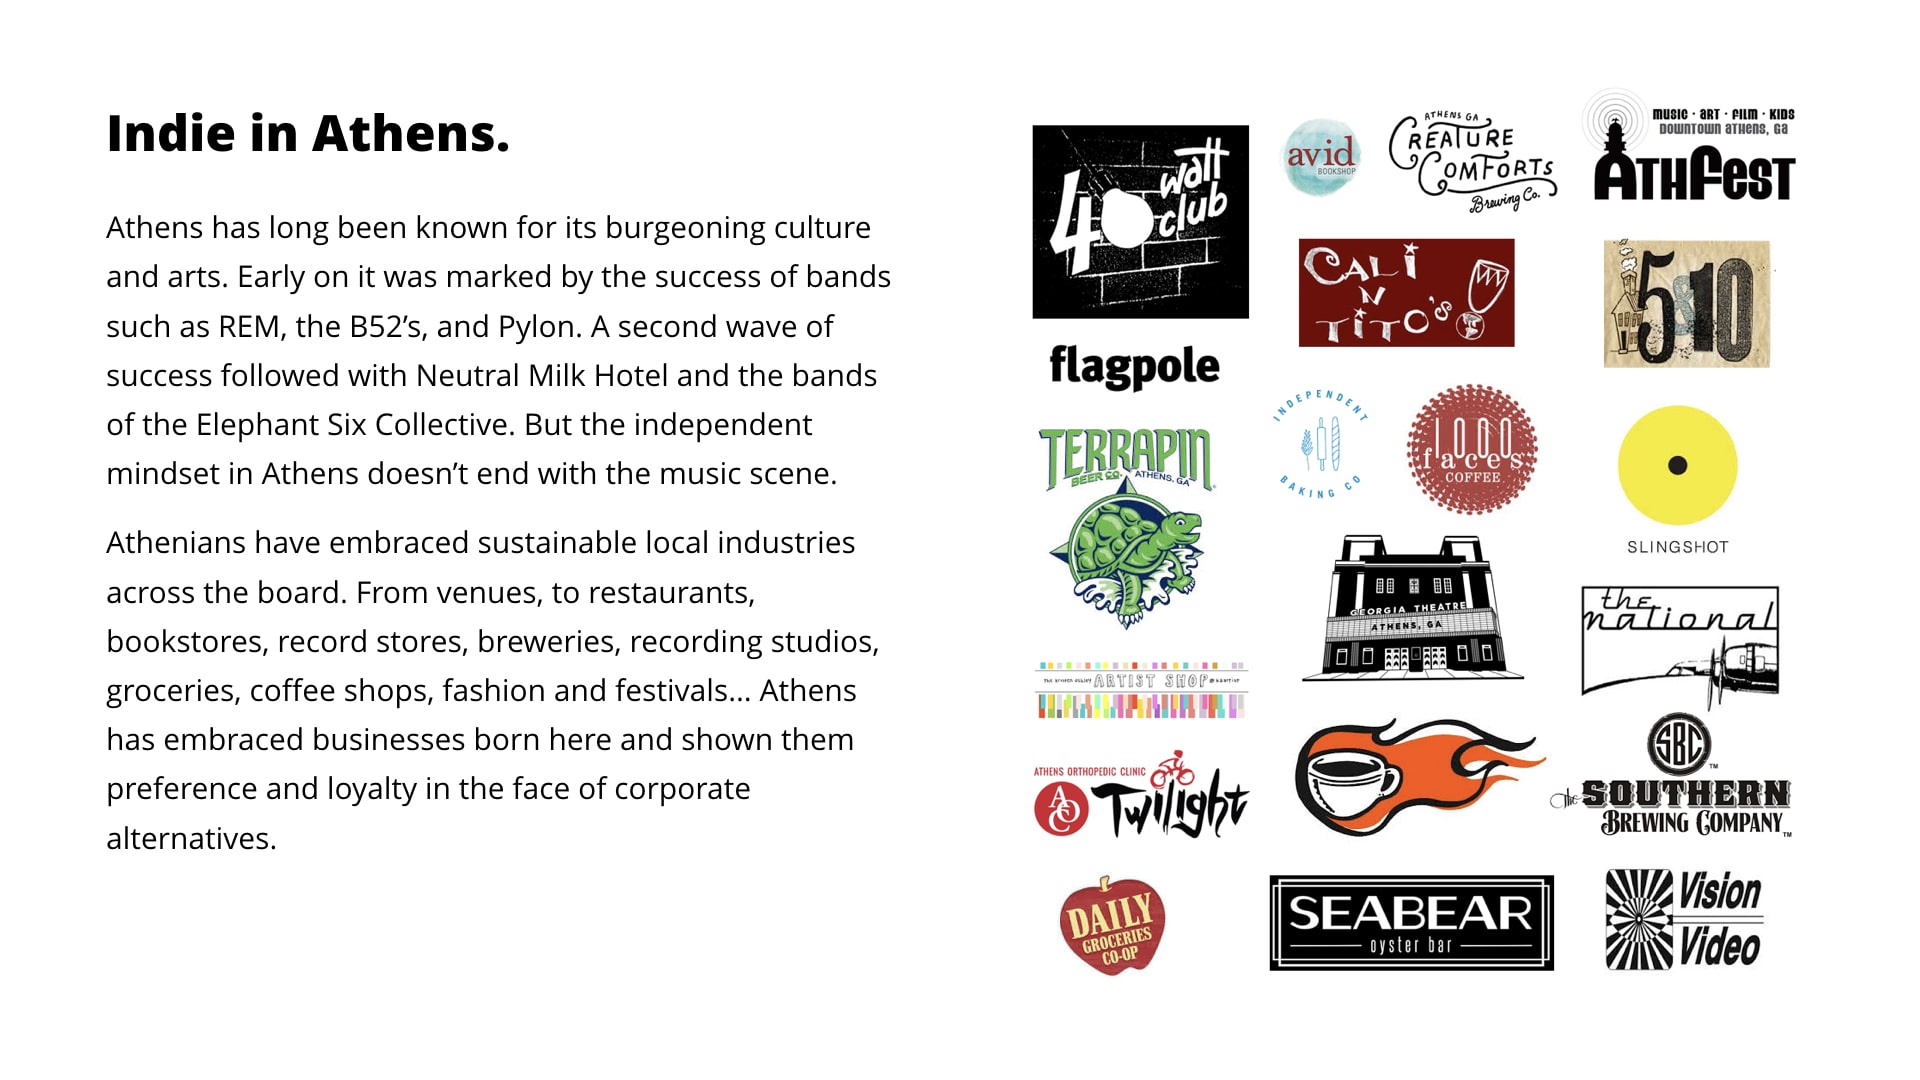 Indie in Athens.
Athens has long been known for its burgeoning culture
and arts. Early on it was marked by the success of bands
such as REM, the B52’s, and Pylon. A second wave of
success followed with Neutral Milk Hotel and the bands
of the Elephant Six Collective. But the independent
mindset in Athens doesn’t end with the music scene.
Athenians have embraced sustainable local industries
across the board. From venues, to restaurants,
bookstores, record stores, breweries, recording studios,
groceries, coffee shops, fashion and festivals... Athens
has embraced businesses born here and shown them
preference and loyalty in the face of corporate
alternatives.
40 watt
club
avid
BOOKSHOP
ATHENS GA
CREATURE
COMFORTS
Brewing Co.
MUSIC · ART · FILM · KIDS
DOWNTOWN ATHENS, GA
ATHFEST
CALI
N
TITO'S
5&10
flagpole
TERRAPIN
BEER CO. ATHENS, GA
INDEPENDENT
BAKING CO
1000
faces
COFFEE
SLINGSHOT
GEORGIA THEATRE
ATHENS, GA
the
national
ARTIST SHOP
ATHENS ORTHOPEDIC CLINIC
AOC
Twilight
SBC
TM
the SOUTHERN
BREWING COMPANY TM
DAILY
GROCERIES
CO-OP
SEABEAR
oyster bar
Vision
Video